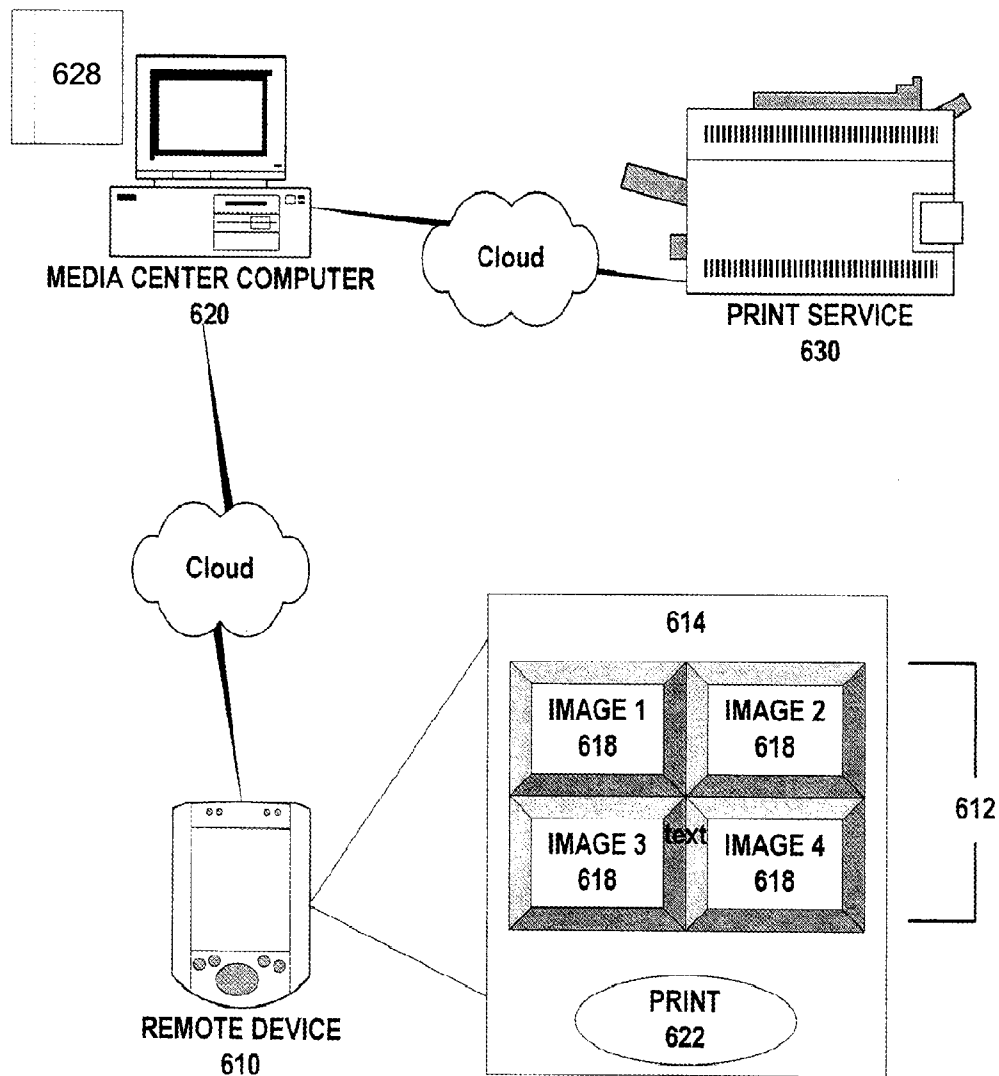 628
MEDIA CENTER COMPUTER
620
Cloud
PRINT SERVICE
630
Cloud
614
IMAGE 1
618
IMAGE 2
618
IMAGE 3
618
text
IMAGE 4
618
612
PRINT
622
REMOTE DEVICE
610